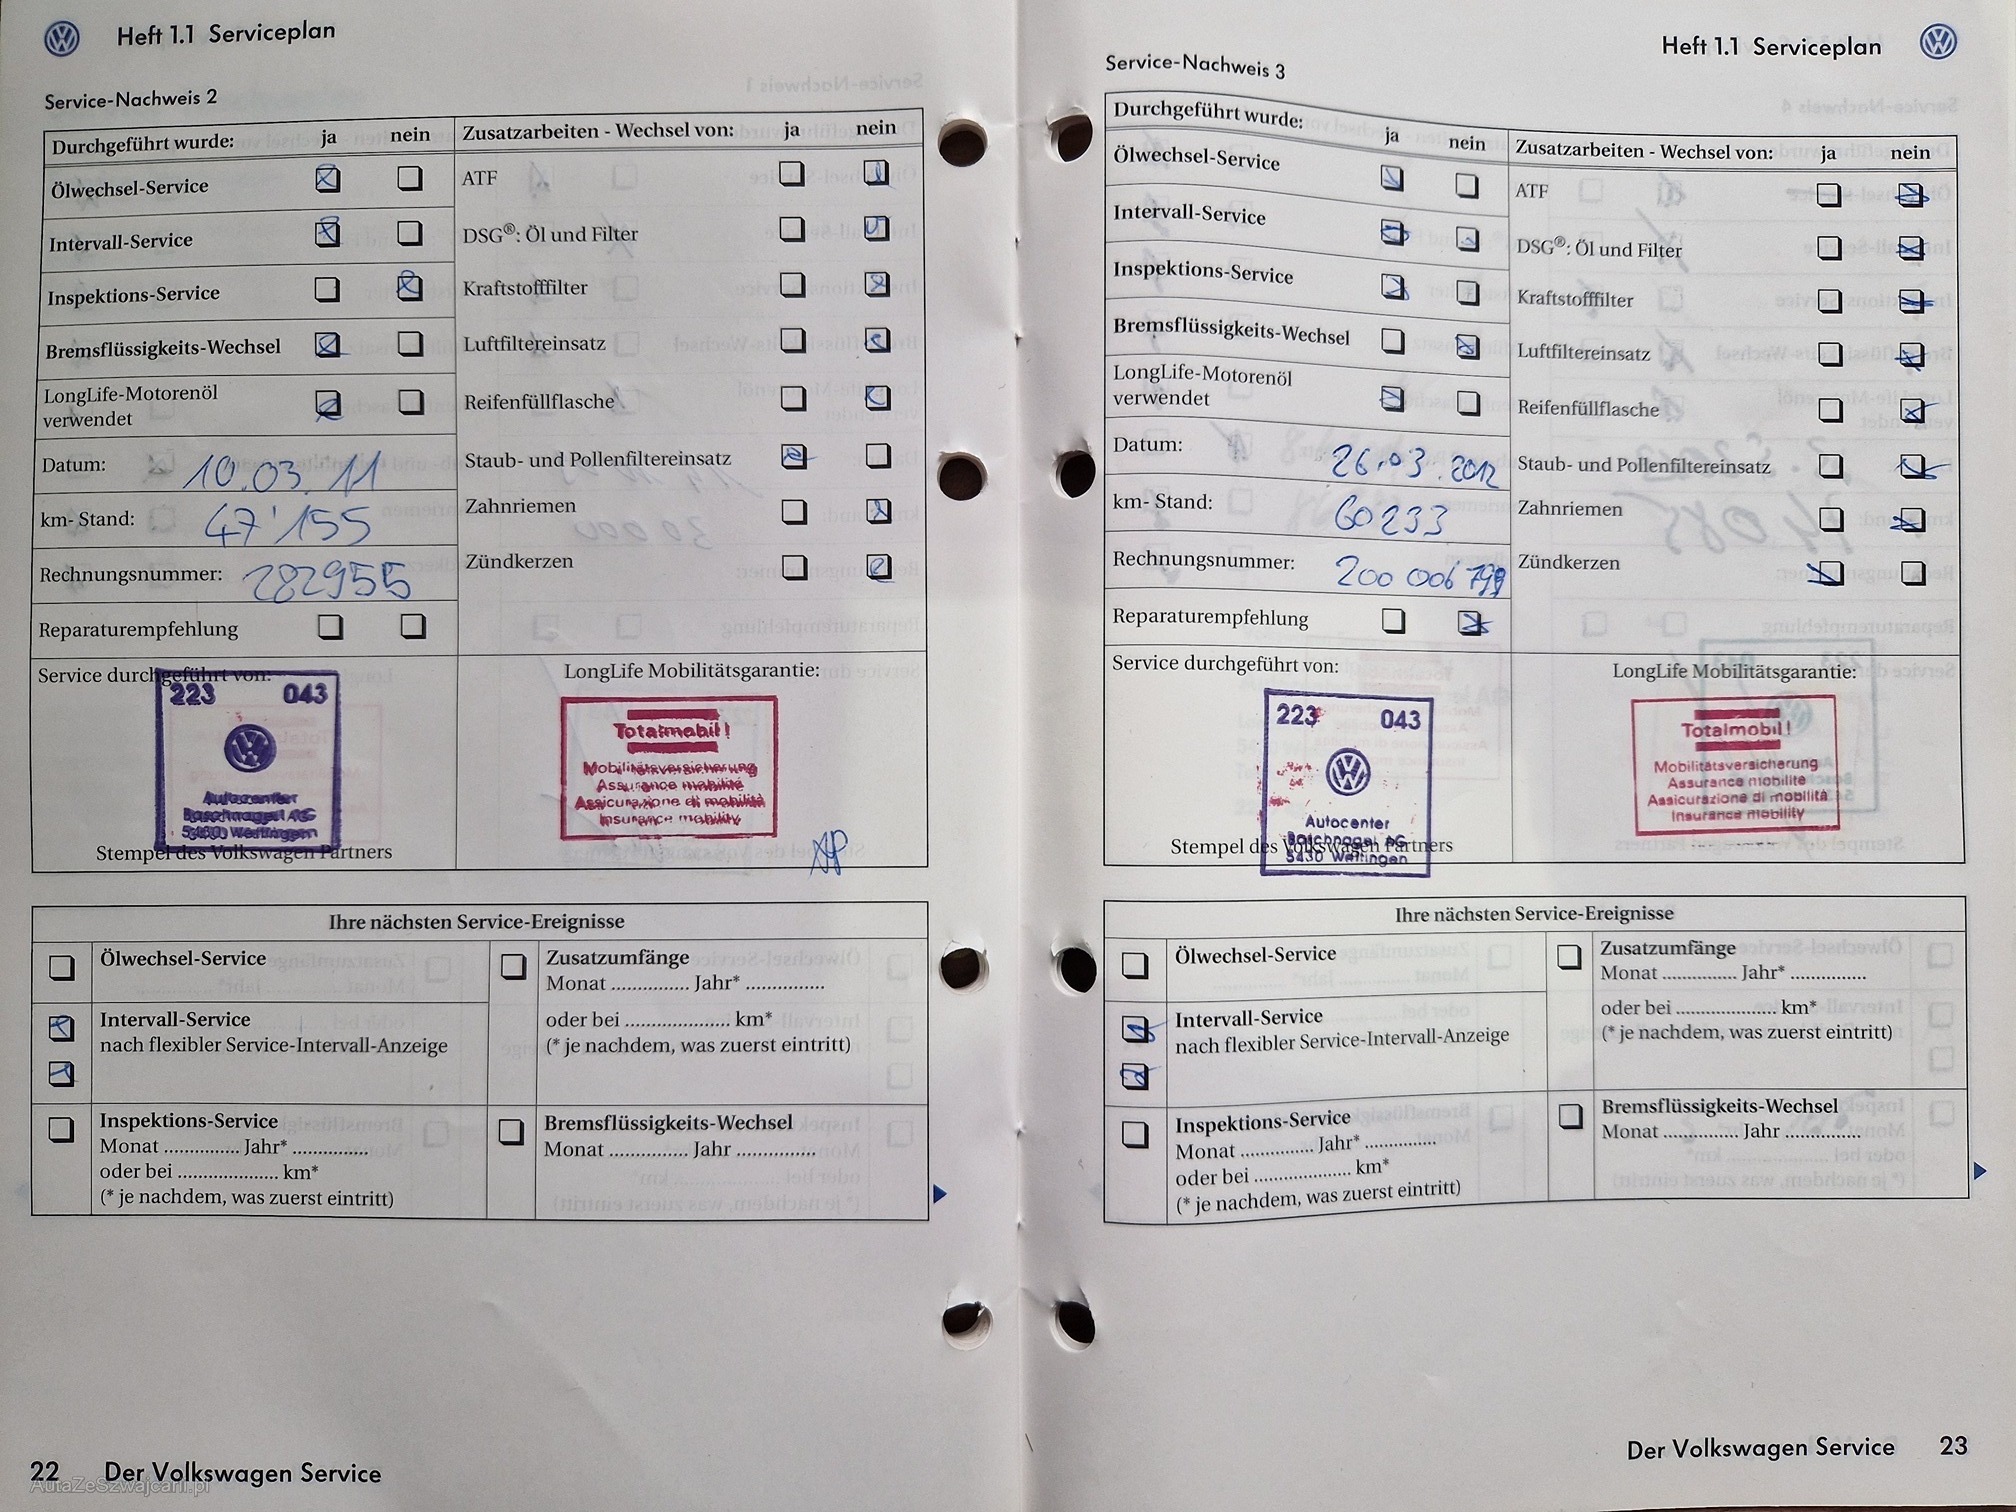 Heft 1.1 Serviceplan
Service-Nachweis 2
Durchgeführt wurde: ja nein
Ölwechsel-Service
Intervall-Service
Inspektions-Service
Bremsflüssigkeits-Wechsel
LongLife-Motorenöl
verwendet
Datum: 10.03.11
km- Stand: 47'155
Rechnungsnummer: 282955
Reparaturempfehlung
Zusatzarbeiten - Wechsel von: ja nein
ATF
DSG®: Öl und Filter
Kraftstofffilter
Luftfiltereinsatz
Reifenfüllflasche
Staub- und Pollenfiltereinsatz
Zahnriemen
Zündkerzen
Service durchgeführt von:
223 043
Autocenter
Baschnagel AG
5430 Wettingen
Stempel des Volkswagen Partners
LongLife Mobilitätsgarantie:
Totalmobil!
Mobilitätsversicherung
Assurance mobilité
Assicurazione di mobilità
Insurance mobility
Ihre nächsten Service-Ereignisse
Ölwechsel-Service
Intervall-Service
nach flexibler Service-Intervall-Anzeige
Inspektions-Service
Monat ............... Jahr* ...............
oder bei .................... km*
(* je nachdem, was zuerst eintritt)
Zusatzumfänge
Monat ............... Jahr* ...............
oder bei .................... km*
(* je nachdem, was zuerst eintritt)
Bremsflüssigkeits-Wechsel
Monat ............... Jahr ...............
22 Der Volkswagen Service
AutaZeSzwajcarii.pl
Heft 1.1 Serviceplan
Service-Nachweis 3
Durchgeführt wurde: ja nein
Ölwechsel-Service
Intervall-Service
Inspektions-Service
Bremsflüssigkeits-Wechsel
LongLife-Motorenöl
verwendet
Datum: 26.03.2012
km- Stand: 60233
Rechnungsnummer: 200 006 799
Reparaturempfehlung
Zusatzarbeiten - Wechsel von: ja nein
ATF
DSG®: Öl und Filter
Kraftstofffilter
Luftfiltereinsatz
Reifenfüllflasche
Staub- und Pollenfiltereinsatz
Zahnriemen
Zündkerzen
Service durchgeführt von:
223 043
Autocenter
Baschnagel AG
5430 Wettingen
Stempel des Volkswagen Partners
LongLife Mobilitätsgarantie:
Totalmobil!
Mobilitätsversicherung
Assurance mobilité
Assicurazione di mobilità
Insurance mobility
Ihre nächsten Service-Ereignisse
Ölwechsel-Service
Intervall-Service
nach flexibler Service-Intervall-Anzeige
Inspektions-Service
Monat ............... Jahr* ...............
oder bei .................... km*
(* je nachdem, was zuerst eintritt)
Zusatzumfänge
Monat ............... Jahr* ...............
oder bei .................... km*
(* je nachdem, was zuerst eintritt)
Bremsflüssigkeits-Wechsel
Monat ............... Jahr ...............
Der Volkswagen Service 23